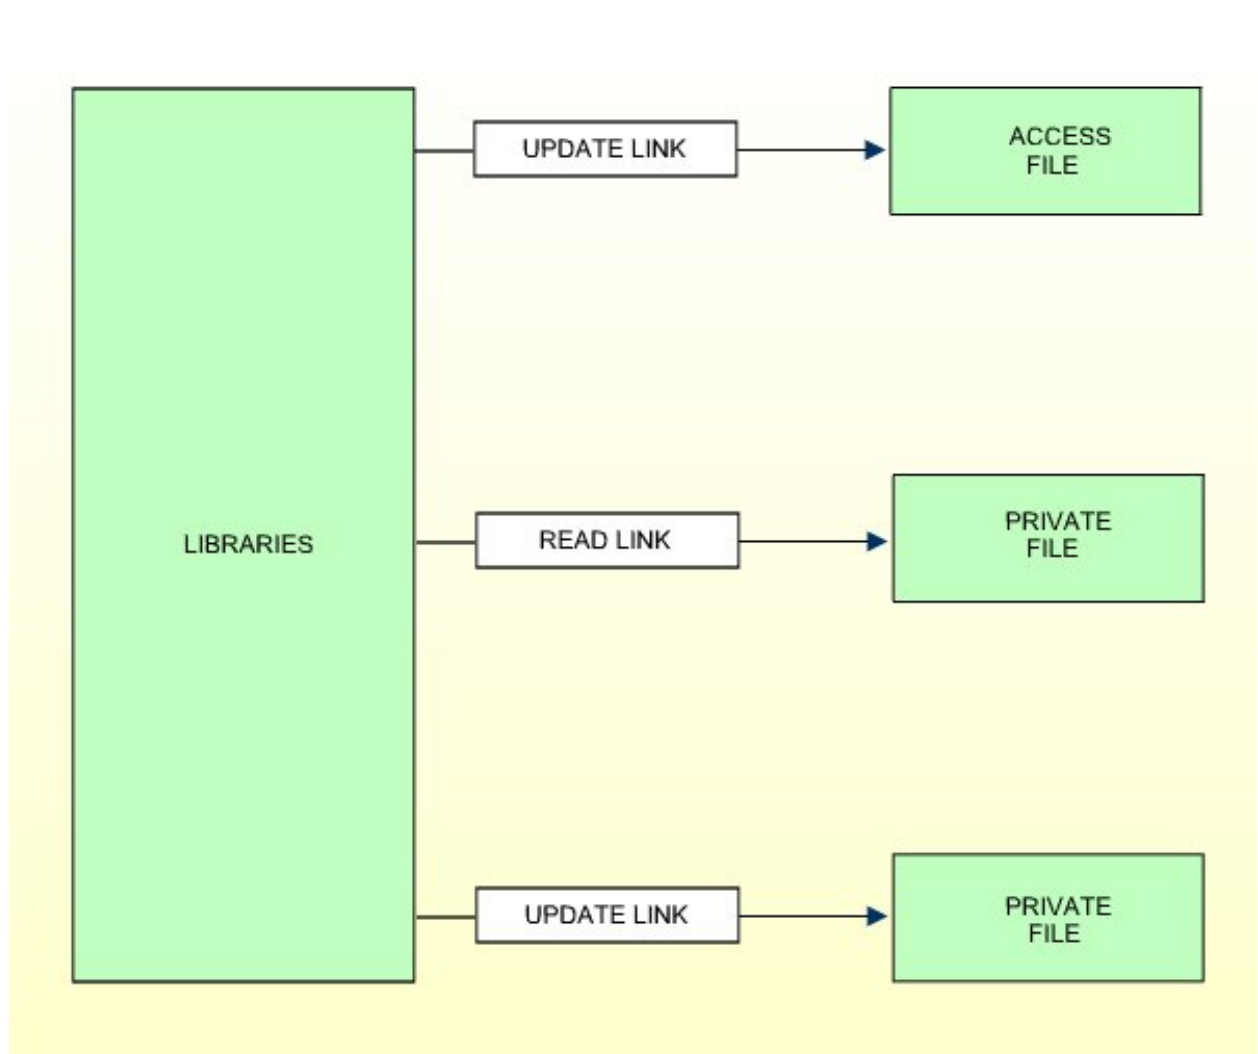 UPDATE LINK
ACCESS
FILE
LIBRARIES
READ LINK
PRIVATE
FILE
UPDATE LINK
PRIVATE
FILE